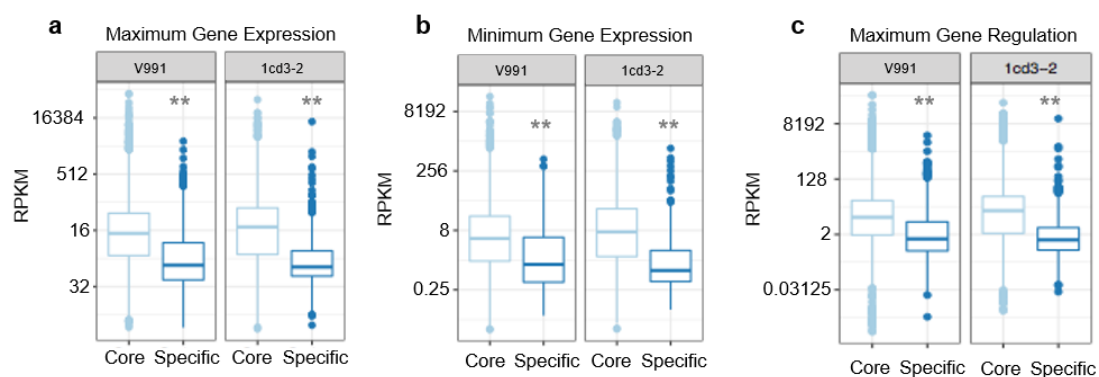 a
Maximum Gene Expression
V991
1cd3-2
**
**
16384
512
16
32
RPKM
Core Specific Core Specific
b
Minimum Gene Expression
V991
1cd3-2
**
**
8192
256
8
0.25
RPKM
Core Specific Core Specific
c
Maximum Gene Regulation
V991
1cd3-2
**
**
8192
128
2
0.03125
RPKM
Core Specific Core Specific